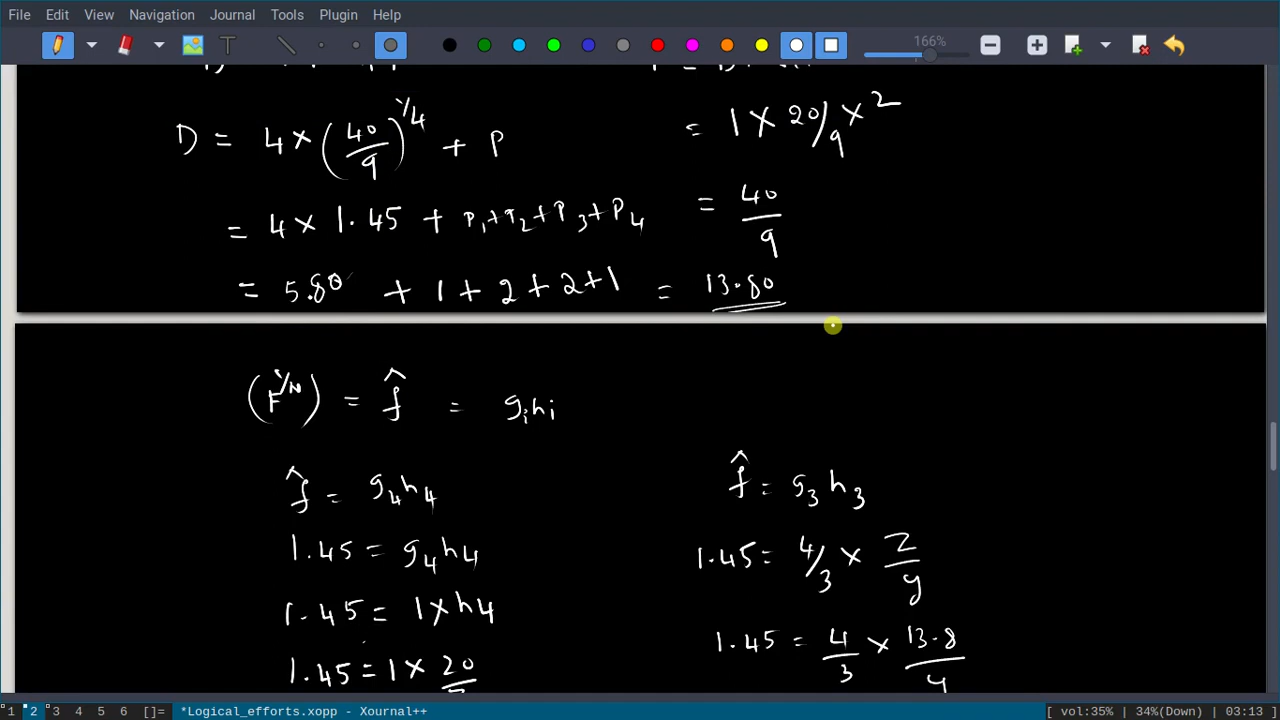 File Edit View Navigation Journal Tools Plugin Help
166%
D = 4 × (40/9)^1/4 + P
= 1 × 20/9 × 2
= 4 × 1.45 + P1+P2+P3+P4
= 40/9
= 5.80 + 1 + 2 + 2 + 1 = 13.80
(F^1/N) = f̂ = gihi
f̂ = g4h4
f̂ = g3h3
1.45 = g4h4
1.45 = 4/3 × z/y
1.45 = 1 × h4
1.45 = 4/3 × 13.8/y
1.45 = 1 × 20
1 2 3 4 5 6 []= *Logical_efforts.xopp - Xournal++ [ vol:35% | 34%(Down) | 03:13 ]